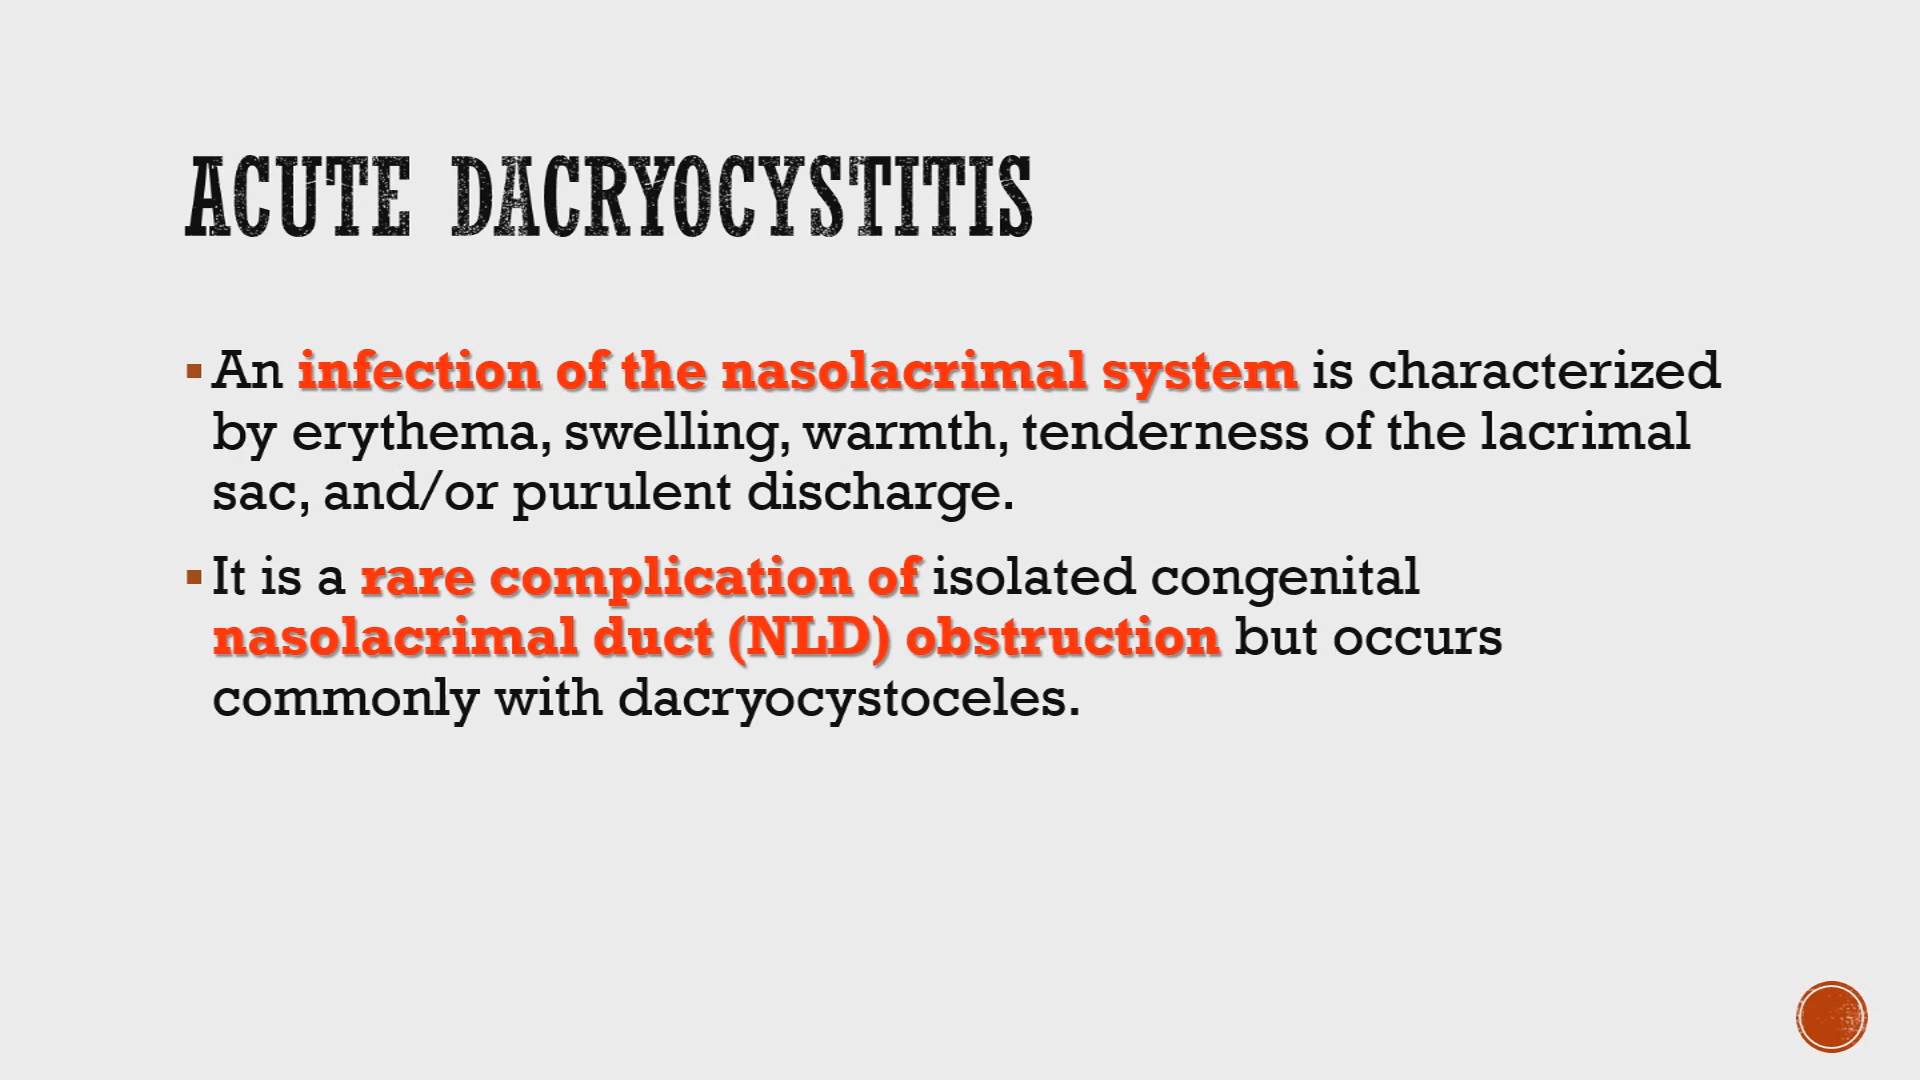 ACUTE DACRYOCYSTITIS
▪ An infection of the nasolacrimal system is characterized
by erythema, swelling, warmth, tenderness of the lacrimal
sac, and/or purulent discharge.
▪ It is a rare complication of isolated congenital
nasolacrimal duct (NLD) obstruction but occurs
commonly with dacryocystoceles.